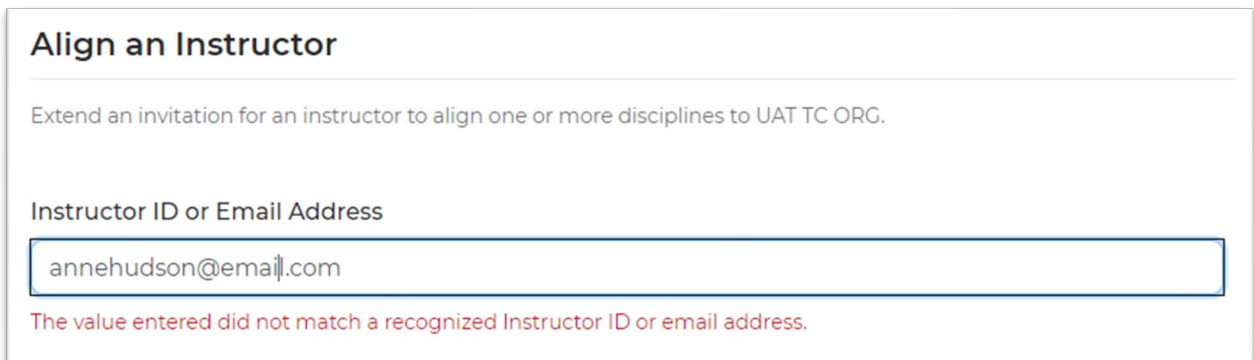 Align an Instructor
Extend an invitation for an instructor to align one or more disciplines to UAT TC ORG.
Instructor ID or Email Address
annehudson@email.com
The value entered did not match a recognized Instructor ID or email address.